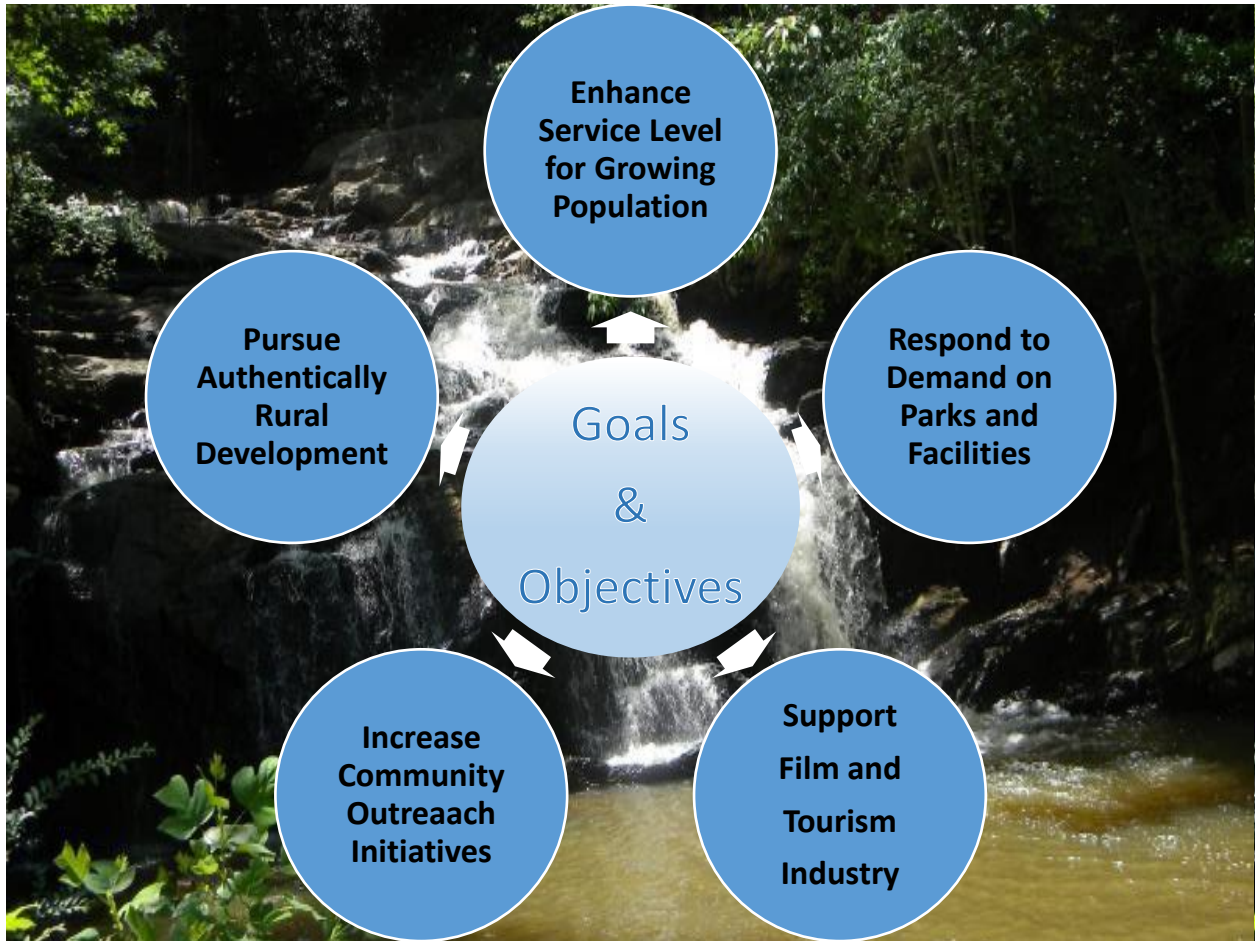 Enhance
Service Level
for Growing
Population
Pursue
Authentically
Rural
Development
Respond to
Demand on
Parks and
Facilities
Goals
&
Objectives
Increase
Community
Outreaach
Initiatives
Support
Film and
Tourism
Industry